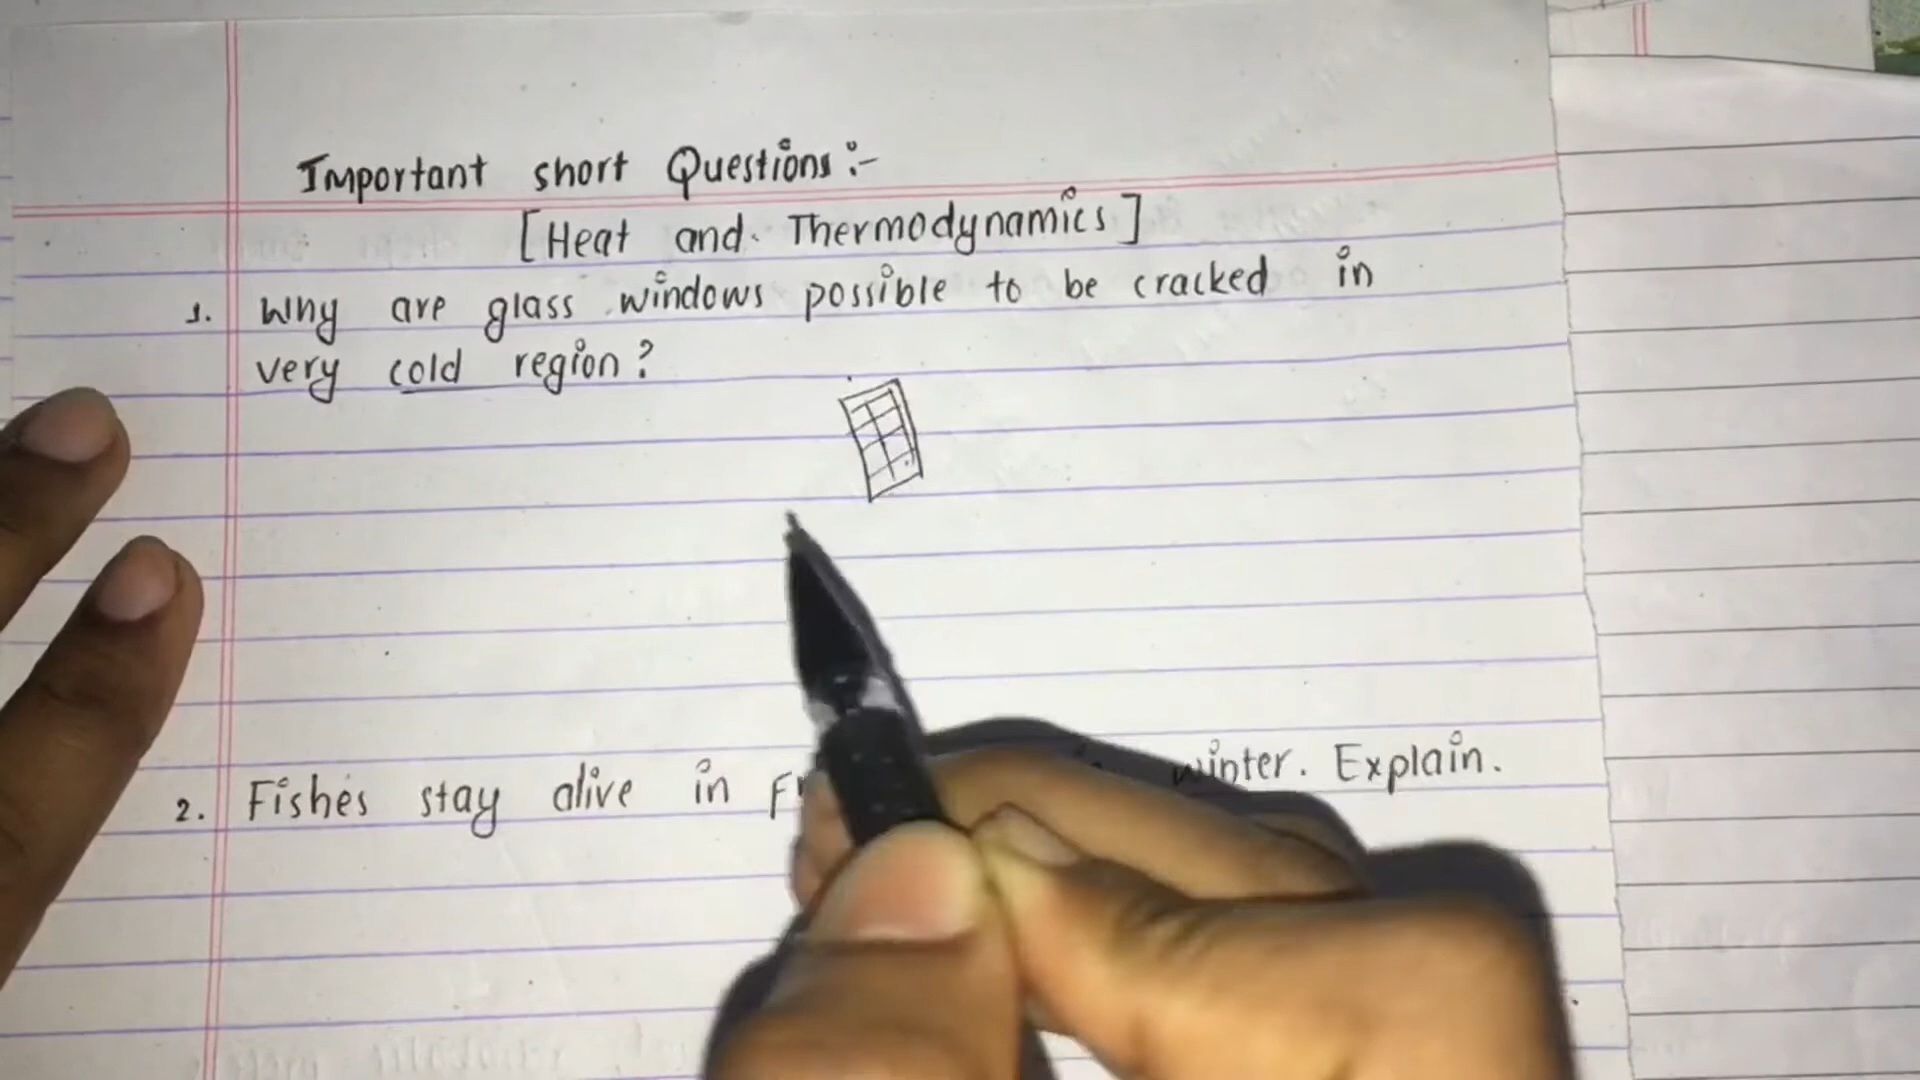 Important short Questions:-
[Heat and Thermodynamics]
1. Why are glass windows possible to be cracked in
very cold region?
2. Fishes stay alive in winter. Explain.